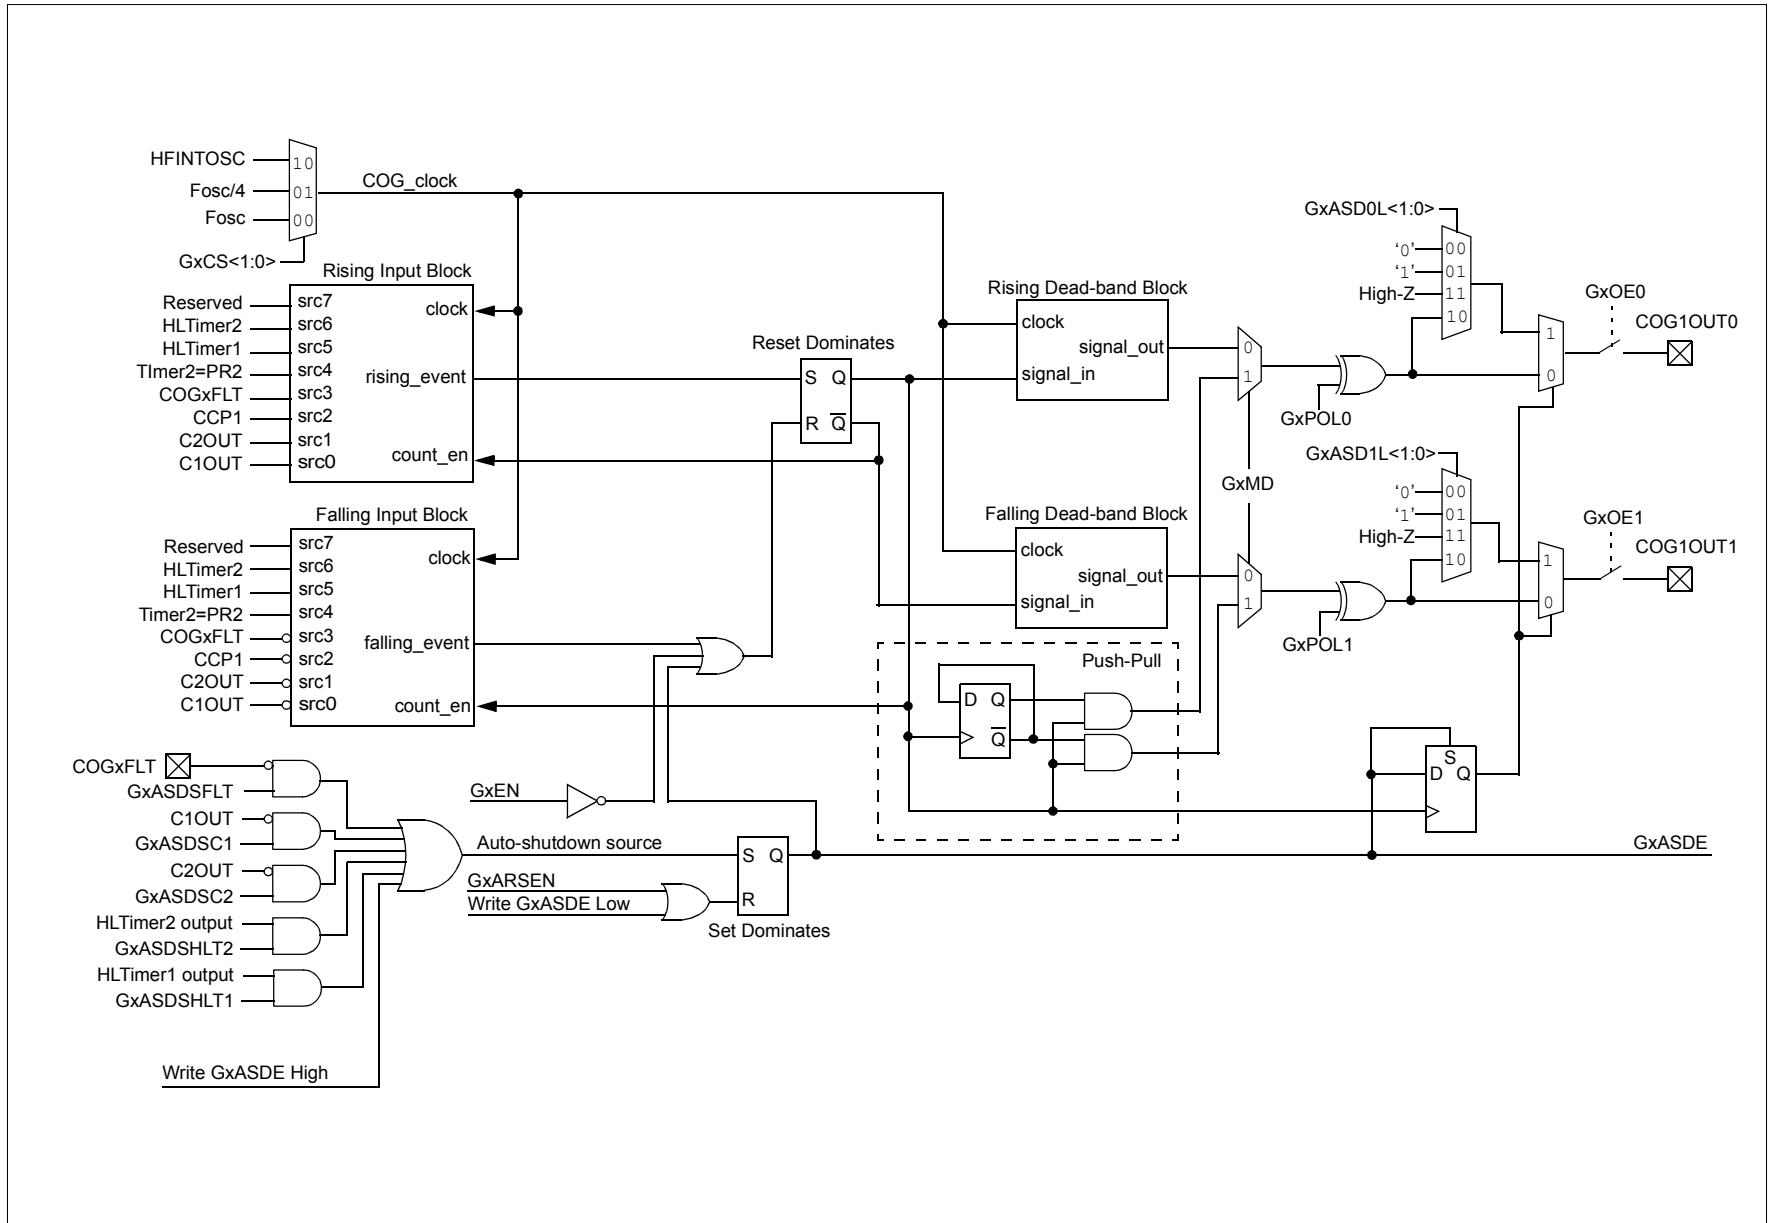 HFINTOSC
10
Fosc/4
01
Fosc
00
GxCS<1:0>
COG_clock
Rising Input Block
Reserved
src7
HLTimer2
src6
HLTimer1
src5
TImer2=PR2
src4
COGxFLT
src3
CCP1
src2
C2OUT
src1
C1OUT
src0
clock
rising_event
count_en
Falling Input Block
Reserved
src7
HLTimer2
src6
HLTimer1
src5
Timer2=PR2
src4
COGxFLT
src3
CCP1
src2
C2OUT
src1
C1OUT
src0
clock
falling_event
count_en
Reset Dominates
S Q
R Q
Rising Dead-band Block
clock
signal_out
signal_in
Falling Dead-band Block
clock
signal_out
signal_in
0
1
GxMD
0
1
GxPOL0
GxPOL1
GxASD0L<1:0>
‘0’
00
‘1’
01
High-Z
11
10
1
0
GxOE0
COG1OUT0
GxASD1L<1:0>
‘0’
00
‘1’
01
High-Z
11
10
1
0
GxOE1
COG1OUT1
Push-Pull
D Q
Q
S
D Q
COGxFLT
GxASDSFLT
C1OUT
GxASDSC1
C2OUT
GxASDSC2
HLTimer2 output
GxASDSHLT2
HLTimer1 output
GxASDSHLT1
Write GxASDE High
GxEN
Auto-shutdown source
GxARSEN
Write GxASDE Low
S Q
R
Set Dominates
GxASDE